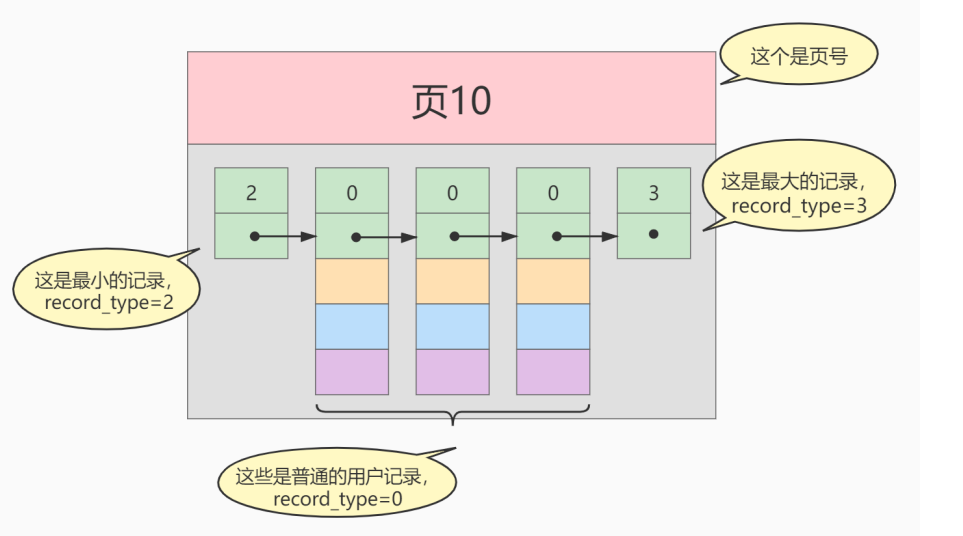 这个是页号
页10
2
0
0
0
3
这是最大的记录，
record_type=3
这是最小的记录，
record_type=2
这些是普通的用户记录，
record_type=0